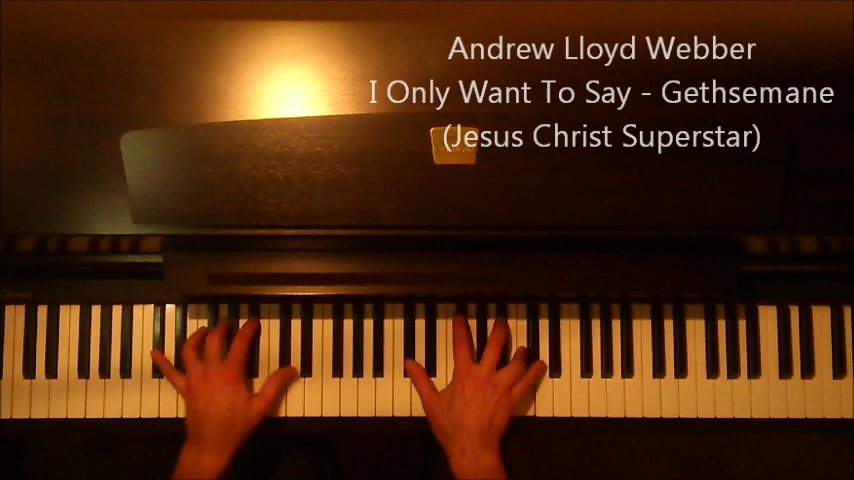 Andrew Lloyd Webber
I Only Want To Say - Gethsemane
(Jesus Christ Superstar)